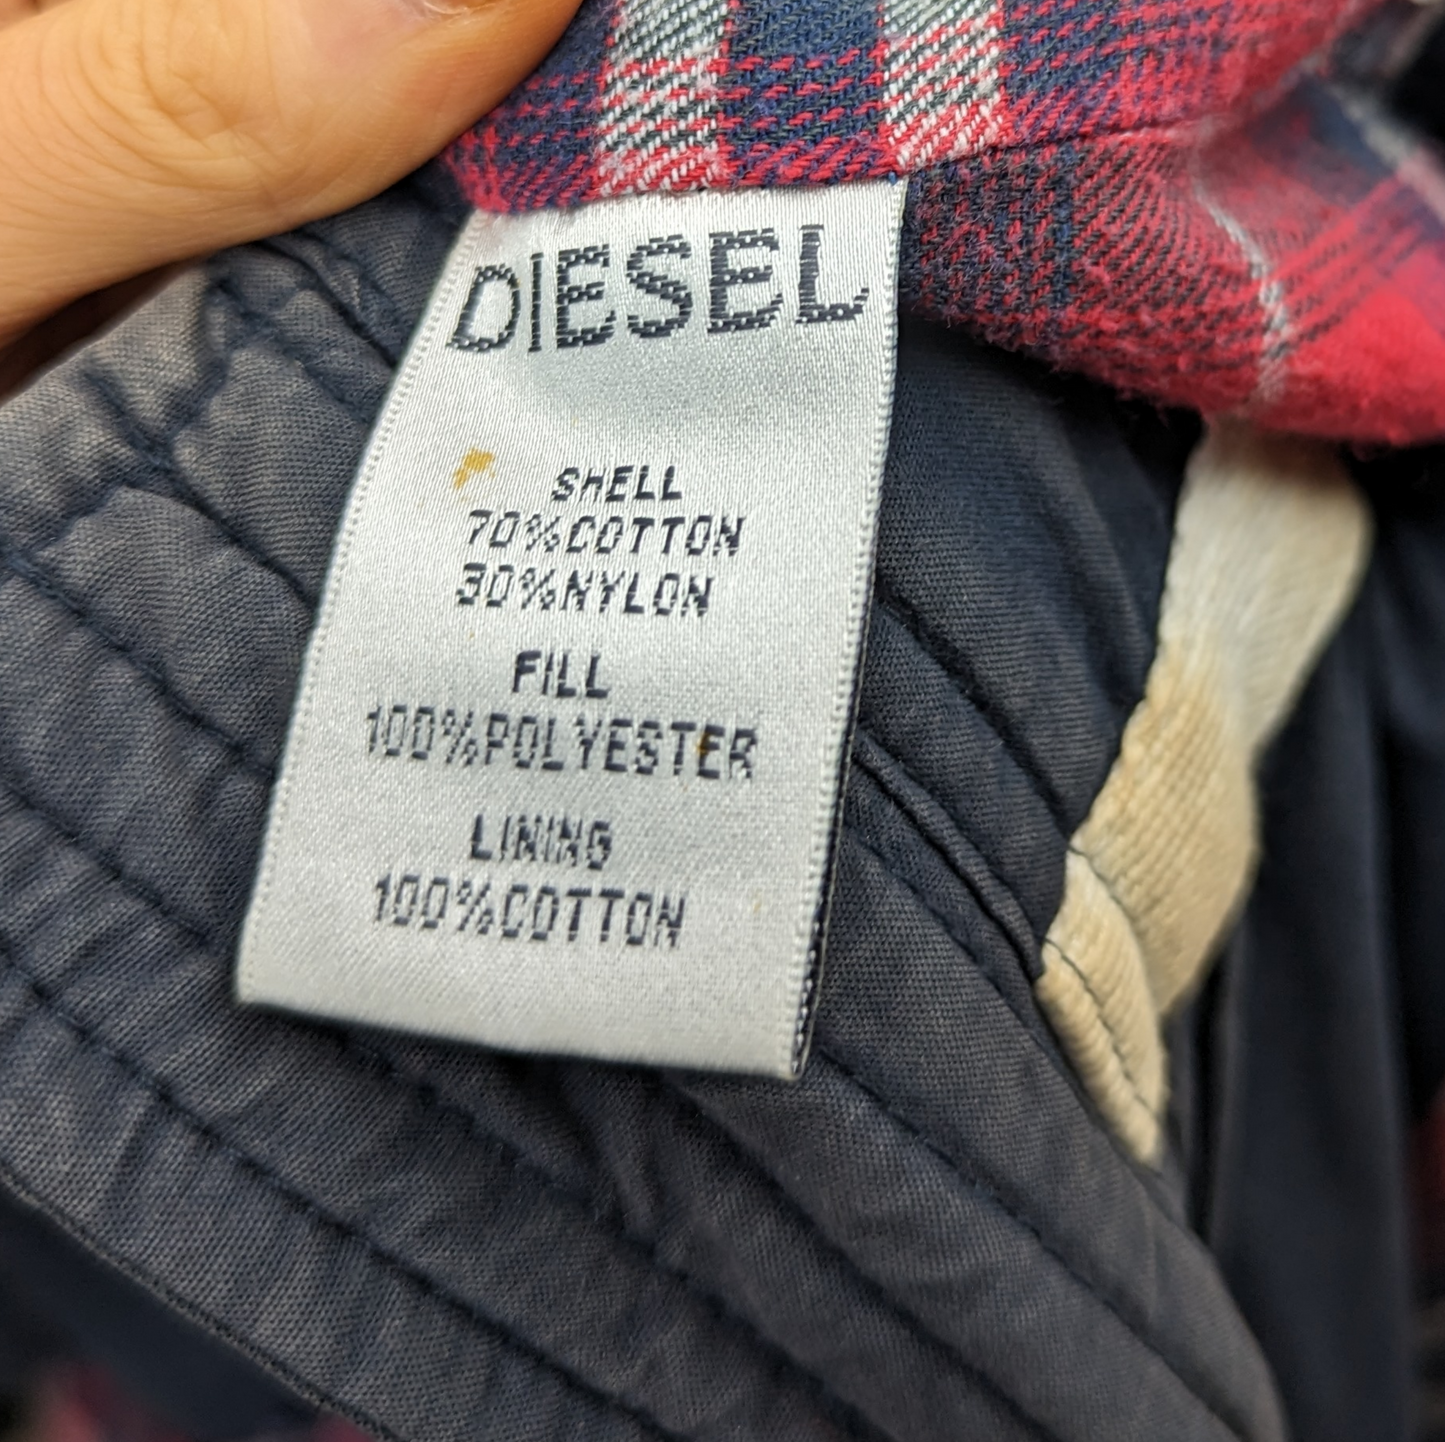 DIESEL
SHELL
70%COTTON
30%NYLON
FILL
100%POLYESTER
LINING
100%COTTON